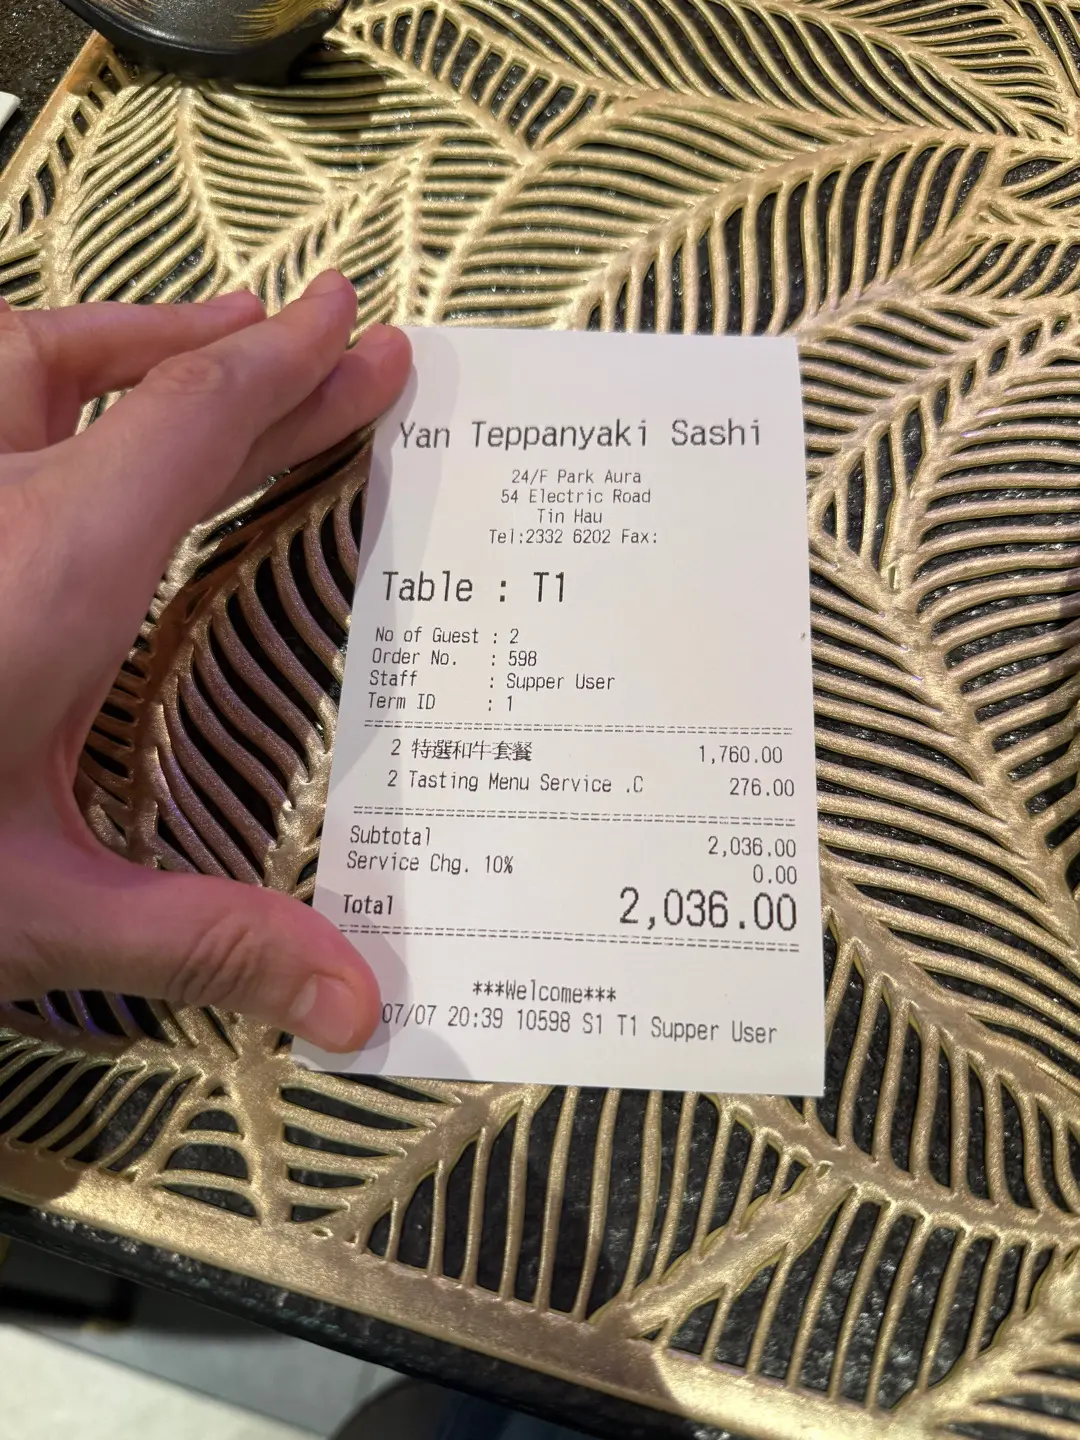 Yan Teppanyaki Sashi
24/F Park Aura
54 Electric Road
Tin Hau
Tel:2332 6202 Fax:
Table : T1
No of Guest : 2
Order No. : 598
Staff : Supper User
Term ID : 1
2 特選和牛套餐 1,760.00
2 Tasting Menu Service .C 276.00
Subtotal 2,036.00
Service Chg. 10% 0.00
Total 2,036.00
***Welcome***
07/07 20:39 10598 S1 T1 Supper User